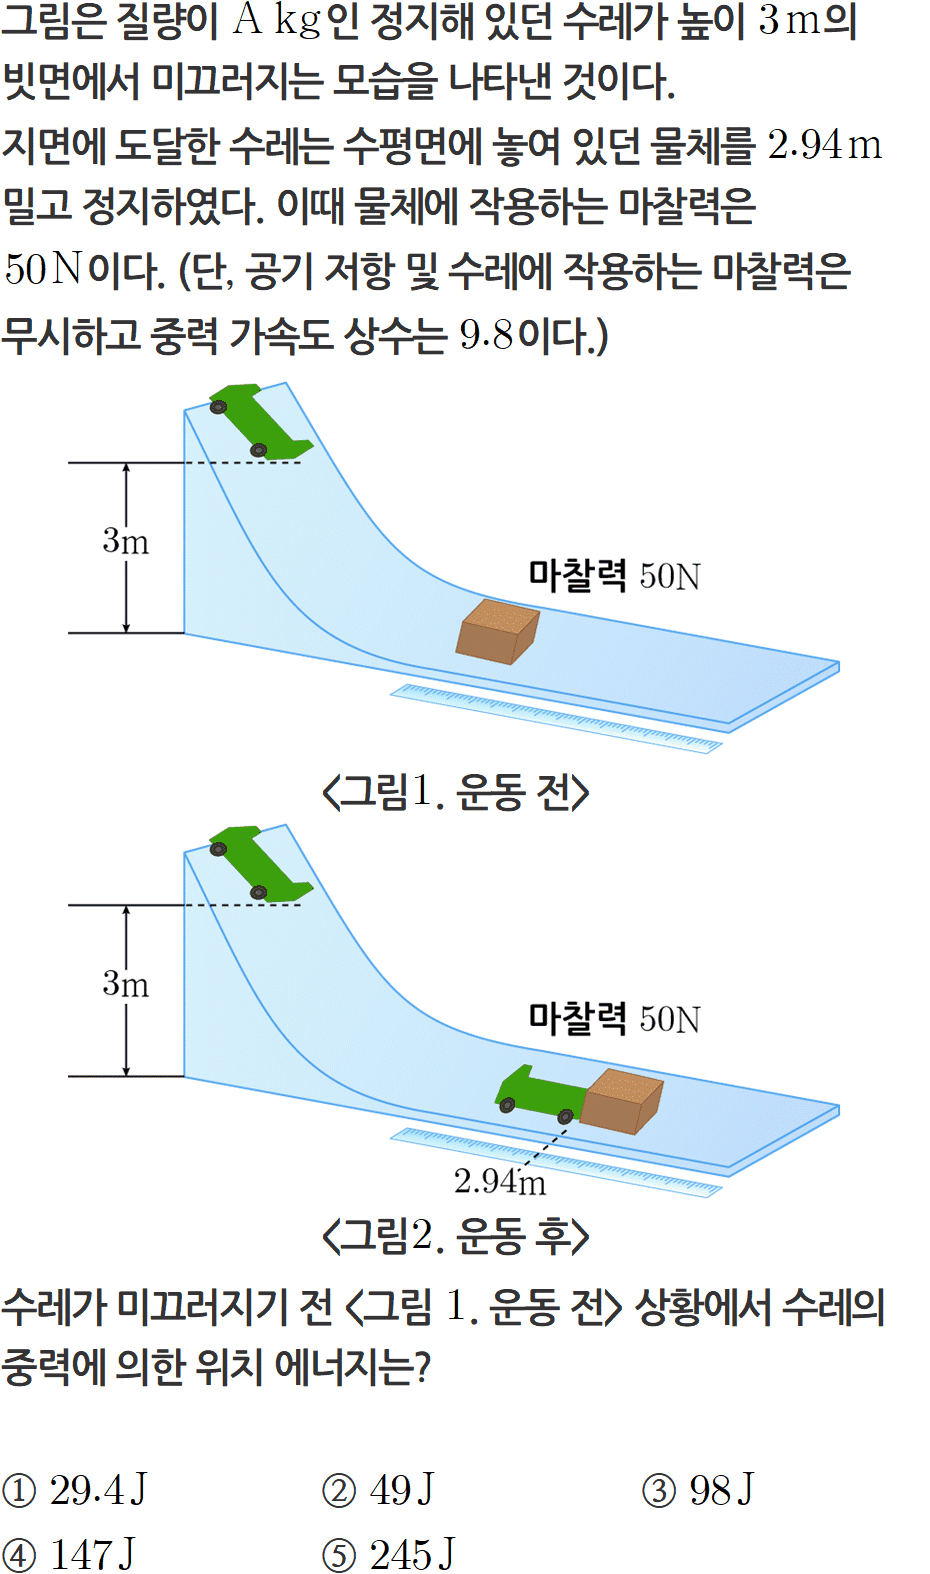 그림은 질량이 A kg인 정지해 있던 수레가 높이 3m의
빗면에서 미끄러지는 모습을 나타낸 것이다.
지면에 도달한 수레는 수평면에 놓여 있던 물체를 2.94m
밀고 정지하였다. 이때 물체에 작용하는 마찰력은
50N이다. (단, 공기 저항 및 수레에 작용하는 마찰력은
무시하고 중력 가속도 상수는 9.8이다.)
3m
마찰력 50N
<그림1. 운동 전>
3m
마찰력 50N
2.94m
<그림2. 운동 후>
수레가 미끄러지기 전 <그림 1. 운동 전> 상황에서 수레의
중력에 의한 위치 에너지는?
① 29.4J ② 49J ③ 98J
④ 147J ⑤ 245J